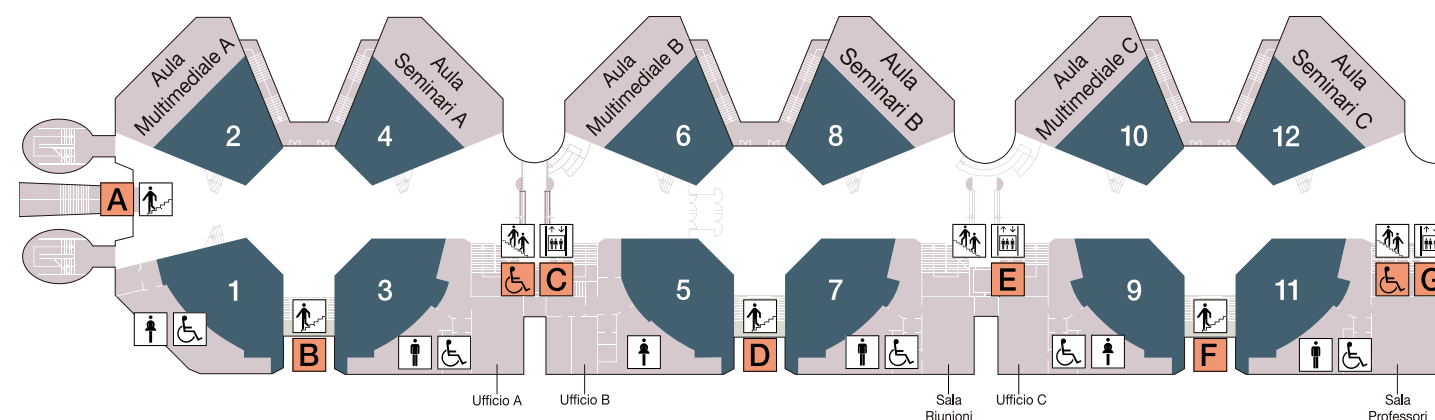 Aula
Multimediale A
Aula
Seminari A
Aula
Multimediale B
Aula
Seminari B
Aula
Multimediale C
Aula
Seminari C
2
4
6
8
10
12
A
C
E
G
1
3
5
7
9
11
B
D
F
Ufficio A
Ufficio B
Sala
Riunioni
Ufficio C
Sala
Professori